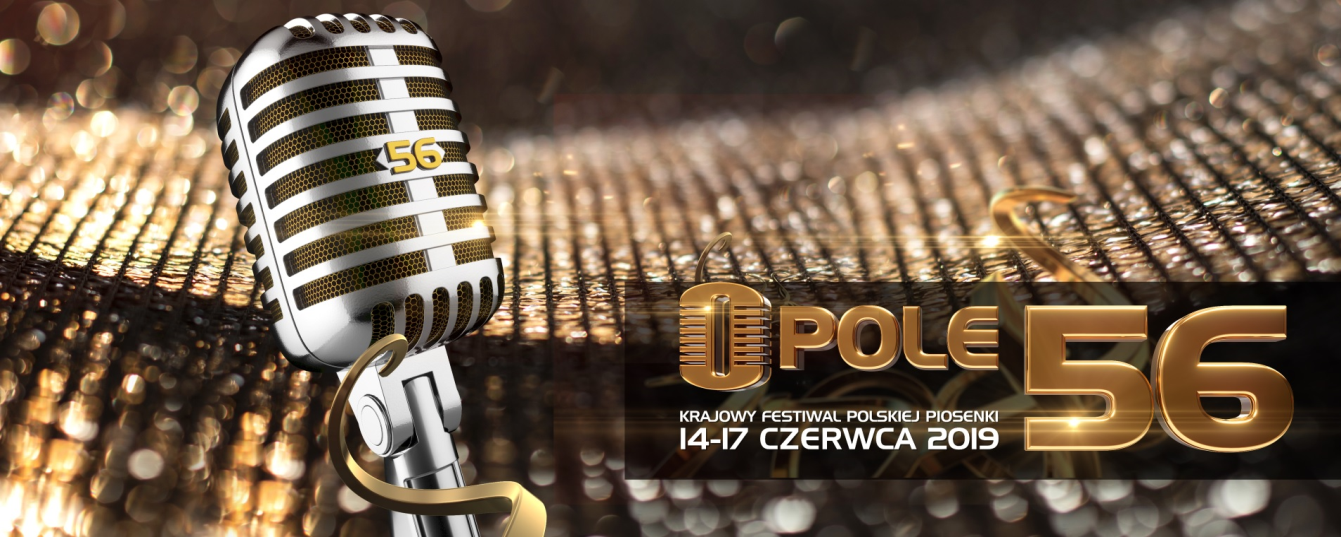 56
OPOLE 56
KRAJOWY FESTIWAL POLSKIEJ PIOSENKI
14-17 CZERWCA 2019